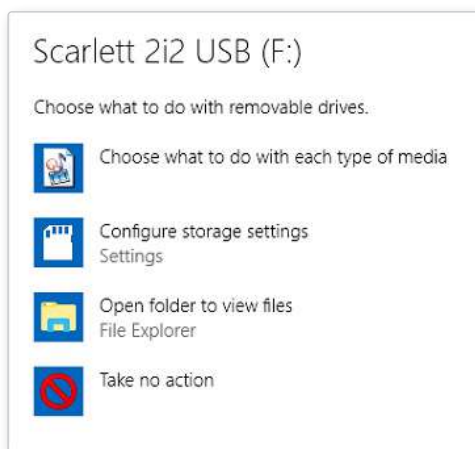 Scarlett 2i2 USB (F:)
Choose what to do with removable drives.
Choose what to do with each type of media
Configure storage settings
Settings
Open folder to view files
File Explorer
Take no action